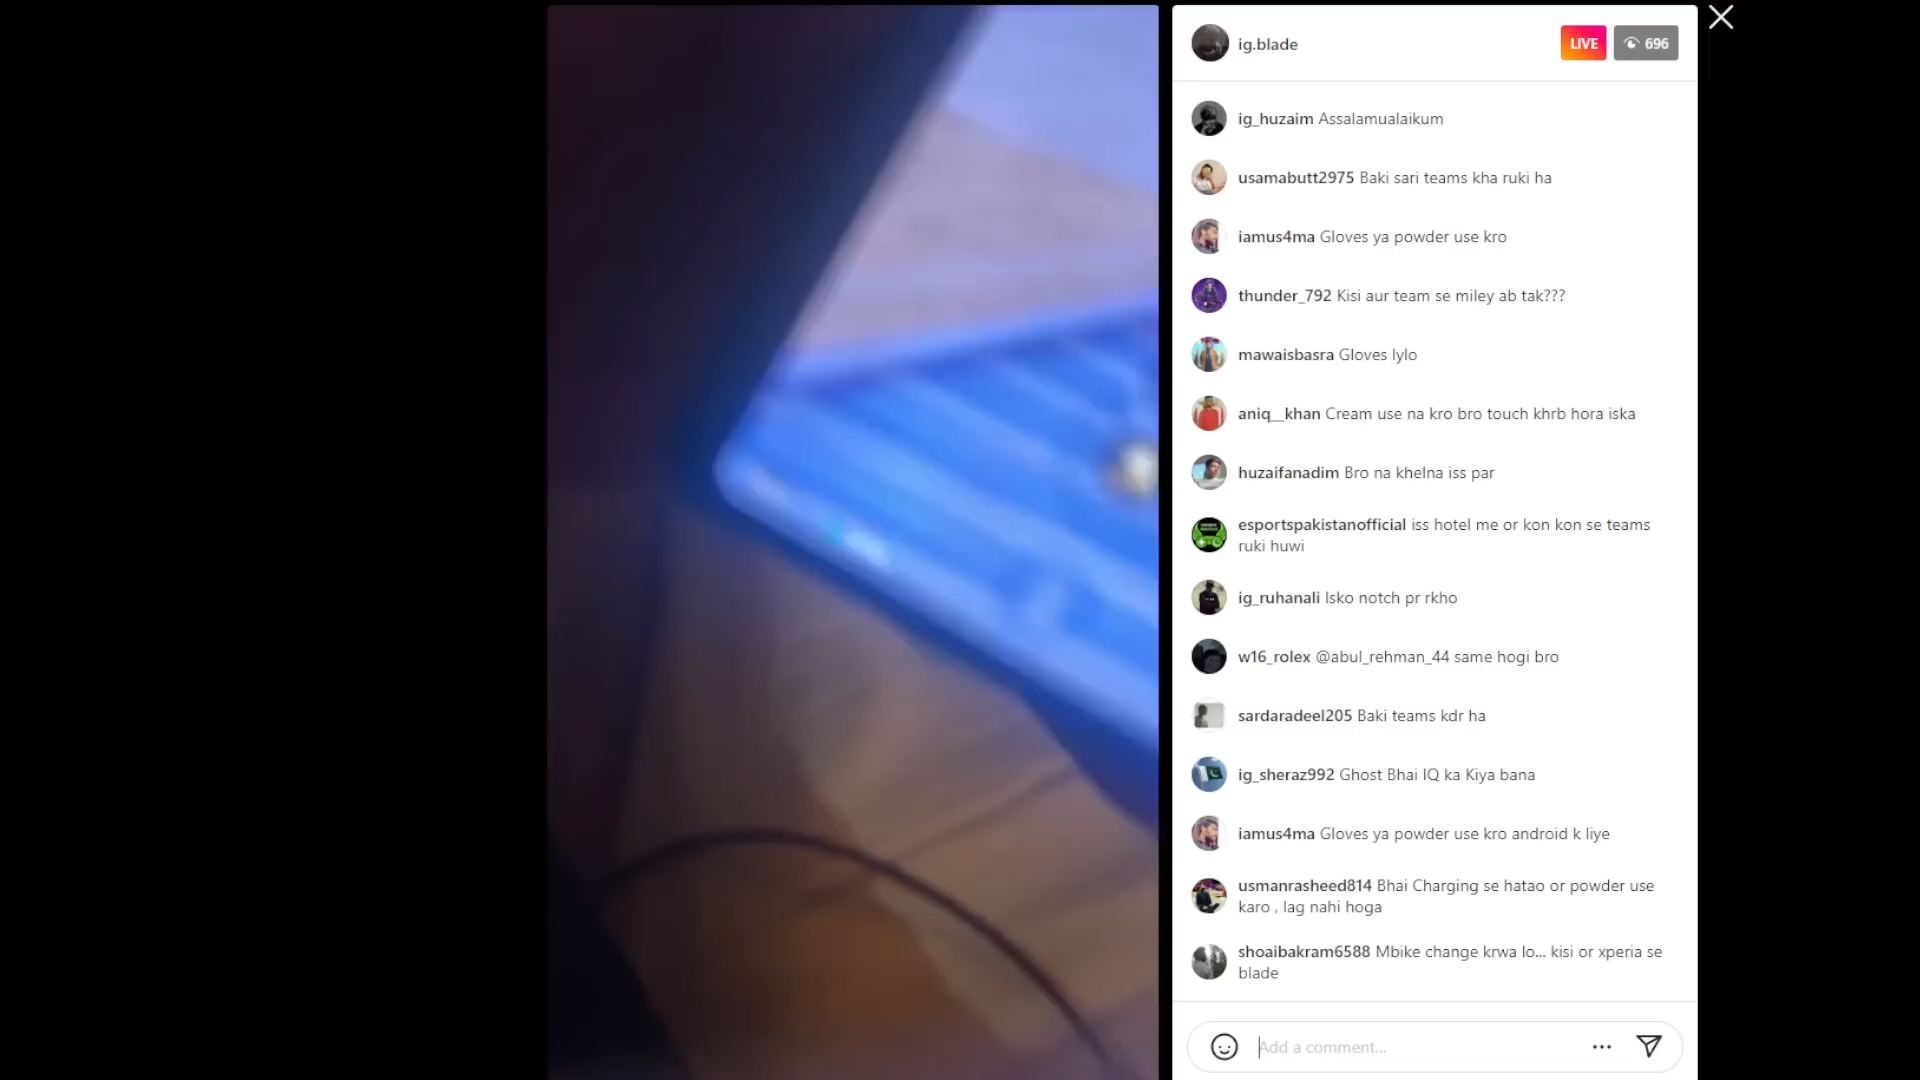 ig.blade
LIVE
696
ig_huzaim Assalamualaikum
usamabutt2975 Baki sari teams kha ruki ha
iamus4ma Gloves ya powder use kro
thunder_792 Kisi aur team se miley ab tak???
mawaisbasra Gloves lylo
aniq__khan Cream use na kro bro touch khrb hora iska
huzaifanadim Bro na khelna iss par
esportspakistanofficial iss hotel me or kon kon se teams
ruki huwi
ig_ruhanali Isko notch pr rkho
w16_rolex @abul_rehman_44 same hogi bro
sardaradeel205 Baki teams kdr ha
ig_sheraz992 Ghost Bhai IQ ka Kiya bana
iamus4ma Gloves ya powder use kro android k liye
usmanrasheed814 Bhai Charging se hatao or powder use
karo , lag nahi hoga
shoaibakram6588 Mbike change krwa lo... kisi or xperia se
blade
Add a comment...